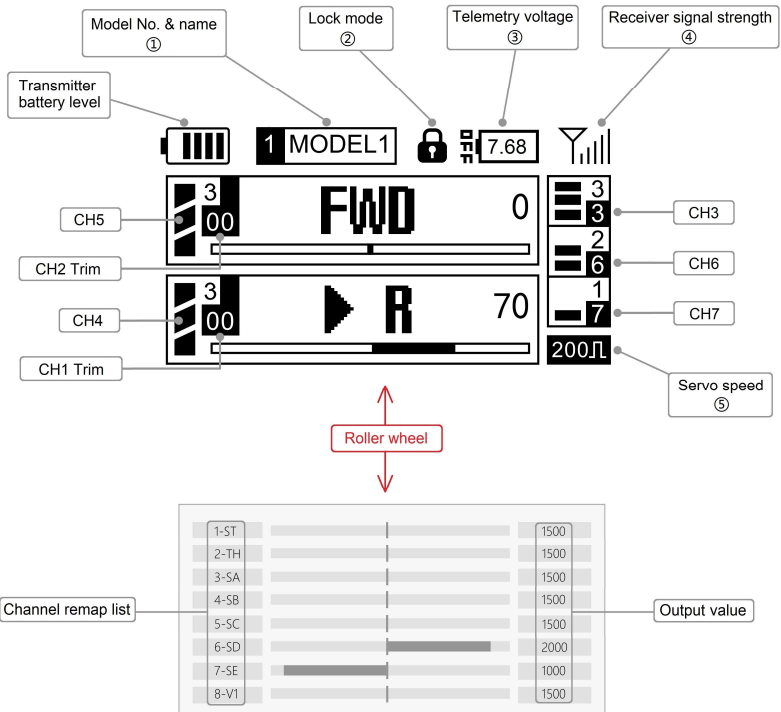 Model No. & name
①
Lock mode
②
Telemetry voltage
③
Receiver signal strength
④
Transmitter
battery level
1 MODEL1
OFF
7.68
CH5
3
00
FWD
0
3
3
CH3
CH2 Trim
2
6
CH6
CH4
3
00
R
70
1
7
CH7
CH1 Trim
200
Servo speed
⑤
Roller wheel
1-ST
1500
2-TH
1500
3-SA
1500
4-SB
1500
5-SC
1500
6-SD
2000
7-SE
1000
8-V1
1500
Channel remap list
Output value